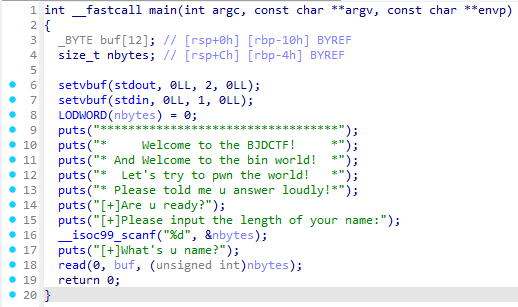 1 int __fastcall main(int argc, const char **argv, const char **envp)
2 {
3   _BYTE buf[12]; // [rsp+0h] [rbp-10h] BYREF
4   size_t nbytes; // [rsp+Ch] [rbp-4h] BYREF
5
6   setvbuf(stdout, 0LL, 2, 0LL);
7   setvbuf(stdin, 0LL, 1, 0LL);
8   LODWORD(nbytes) = 0;
9   puts("**********************************");
10   puts("*     Welcome to the BJDCTF!     *");
11   puts("* And Welcome to the bin world!  *");
12   puts("*  Let's try to pwn the world!   *");
13   puts("* Please told me u answer loudly!*");
14   puts("[+]Are u ready?");
15   puts("[+]Please input the length of your name:");
16   __isoc99_scanf("%d", &nbytes);
17   puts("[+]What's u name?");
18   read(0, buf, (unsigned int)nbytes);
19   return 0;
20 }